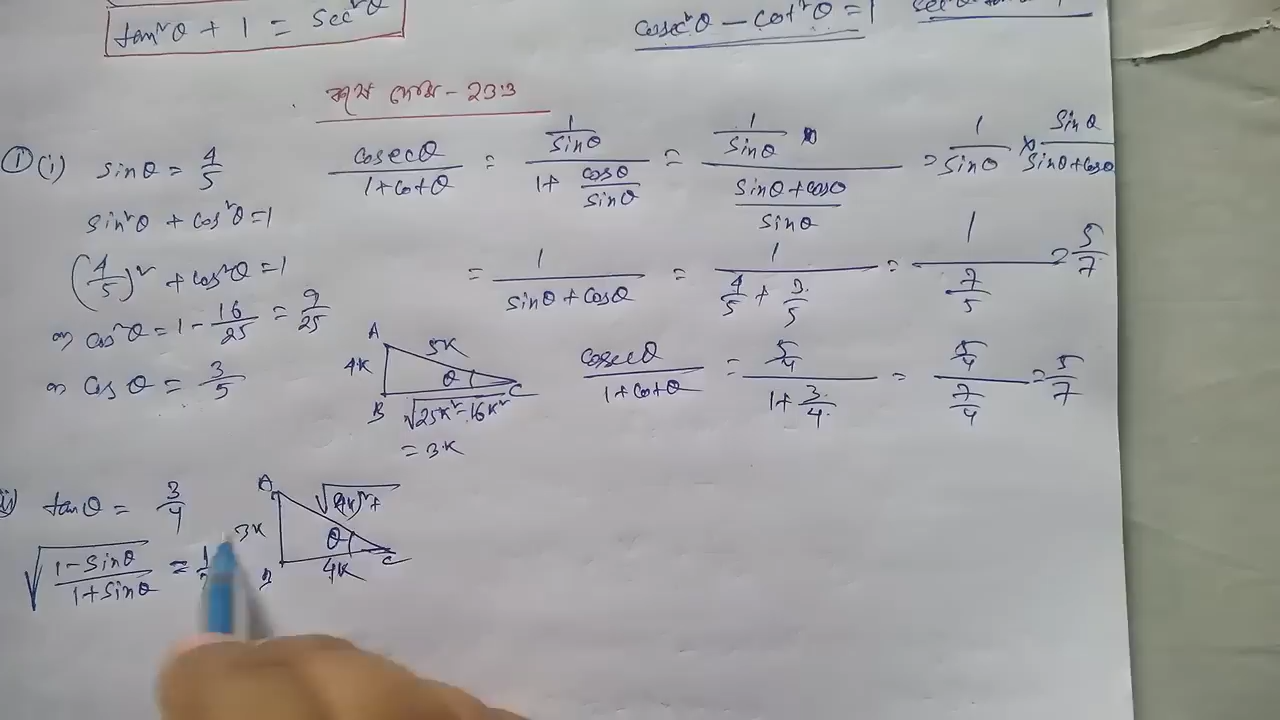 tan²θ + 1 = sec²θ
cosec²θ − cot²θ = 1
কষে দেখি - 23.3
① (i) sinθ = 4/5
sin²θ + cos²θ = 1
(4/5)² + cos²θ = 1
⇒ cos²θ = 1 − 16/25 = 9/25
⇒ cosθ = 3/5
cosecθ/(1+cotθ) = (1/sinθ)/(1 + cosθ/sinθ) = (1/sinθ)/((sinθ+cosθ)/sinθ) = 1/sinθ × sinθ/(sinθ+cosθ)
= 1/(sinθ+cosθ) = 1/(4/5 + 3/5) = 1/(7/5) = 5/7
A
4K 5K
θ
B C
√25K²−16K²
= 3K
cosecθ/(1+cotθ) = (5/4)/(1+3/4) = (5/4)/(7/4) = 5/7
tanθ = 3/4
√((1−sinθ)/(1+sinθ)) =
A
3K √(4K)²+
θ
4K C